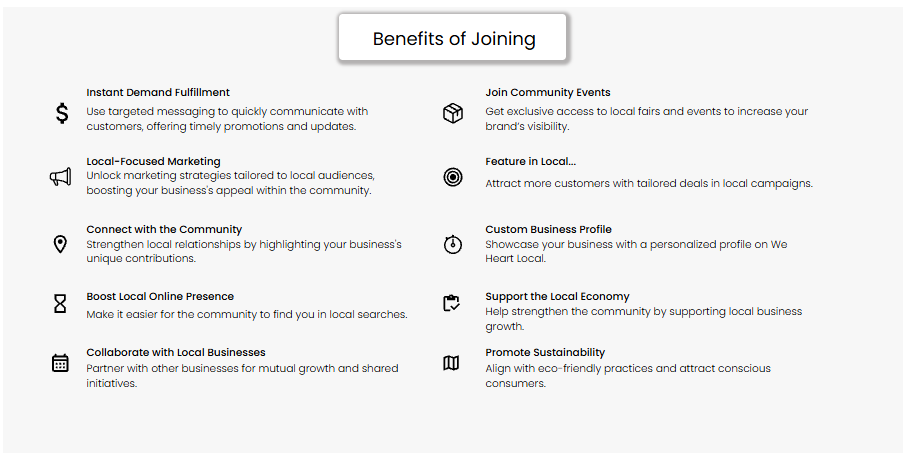 Benefits of Joining
Instant Demand Fulfillment
Use targeted messaging to quickly communicate with
customers, offering timely promotions and updates.
Local-Focused Marketing
Unlock marketing strategies tailored to local audiences,
boosting your business's appeal within the community.
Connect with the Community
Strengthen local relationships by highlighting your business's
unique contributions.
Boost Local Online Presence
Make it easier for the community to find you in local searches.
Collaborate with Local Businesses
Partner with other businesses for mutual growth and shared
initiatives.
Join Community Events
Get exclusive access to local fairs and events to increase your
brand's visibility.
Feature in Local...
Attract more customers with tailored deals in local campaigns.
Custom Business Profile
Showcase your business with a personalized profile on We
Heart Local.
Support the Local Economy
Help strengthen the community by supporting local business
growth.
Promote Sustainability
Align with eco-friendly practices and attract conscious
consumers.